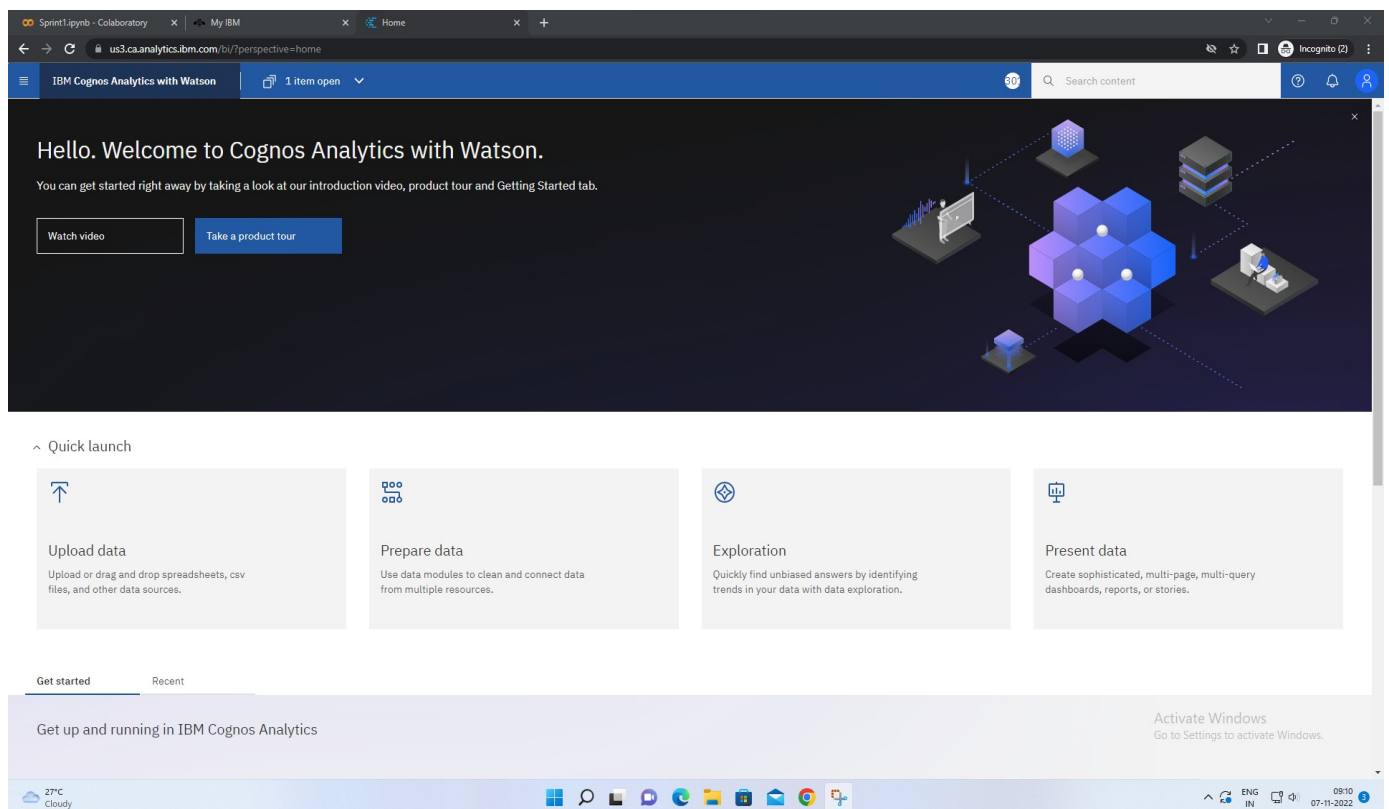 Sprint1.ipynb - Colaboratory
My IBM
Home
us3.ca.analytics.ibm.com/bi/?perspective=home
Incognito (2)
IBM Cognos Analytics with Watson
1 item open
Search content
Hello. Welcome to Cognos Analytics with Watson.
You can get started right away by taking a look at our introduction video, product tour and Getting Started tab.
Watch video
Take a product tour
Quick launch
Upload data
Upload or drag and drop spreadsheets, csv
files, and other data sources.
Prepare data
Use data modules to clean and connect data
from multiple resources.
Exploration
Quickly find unbiased answers by identifying
trends in your data with data exploration.
Present data
Create sophisticated, multi-page, multi-query
dashboards, reports, or stories.
Get started
Recent
Get up and running in IBM Cognos Analytics
Activate Windows
Go to Settings to activate Windows.
27°C
Cloudy
ENG
IN
09:10
07-11-2022
3